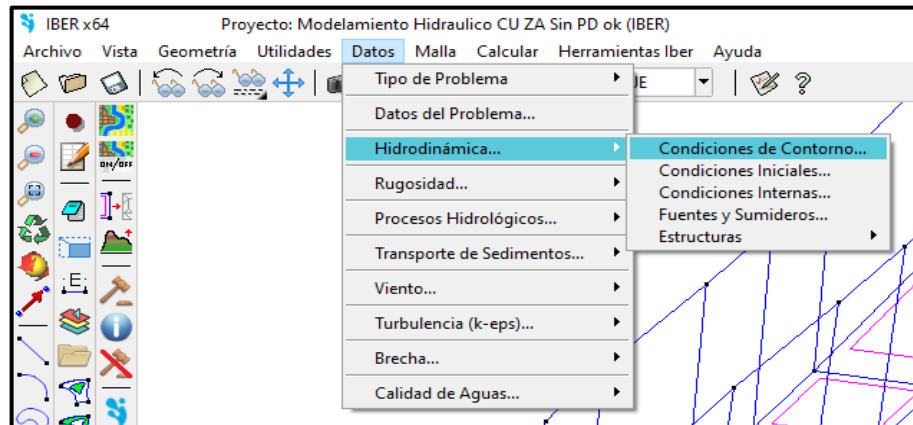 IBER x64 Proyecto: Modelamiento Hidraulico CU ZA Sin PD ok (IBER)
Archivo Vista Geometría Utilidades Datos Malla Calcular Herramientas Iber Ayuda
Tipo de Problema
Datos del Problema...
Hidrodinámica...
Condiciones de Contorno...
Condiciones Iniciales...
Condiciones Internas...
Fuentes y Sumideros...
Estructuras
Rugosidad...
Procesos Hidrológicos...
Transporte de Sedimentos...
Viento...
Turbulencia (k-eps)...
Brecha...
Calidad de Aguas...
ON/OFF
E